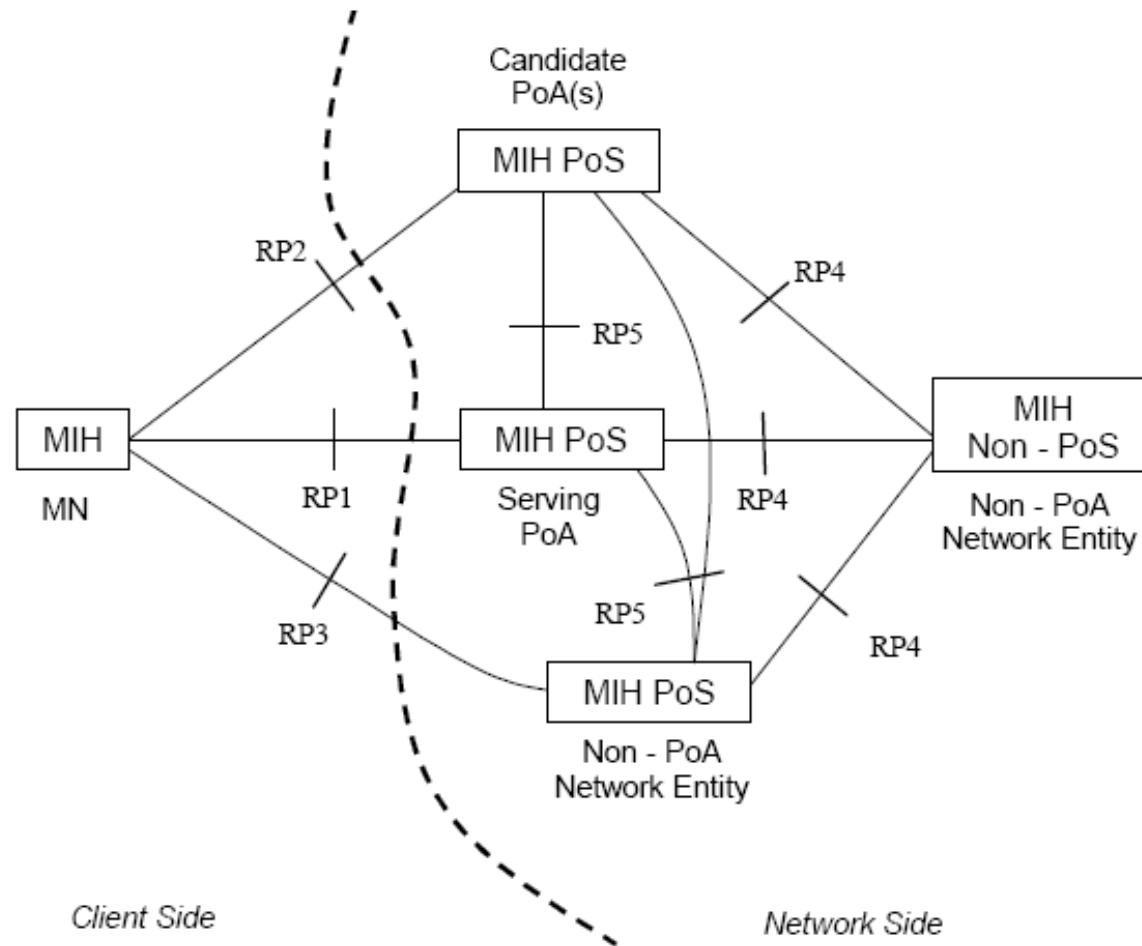 Candidate
PoA(s)
MIH PoS
RP2
RP4
RP5
MIH
MN
RP1
MIH PoS
Serving
PoA
RP4
MIH
Non - PoS
Non - PoA
Network Entity
RP3
RP5
RP4
MIH PoS
Non - PoA
Network Entity
Client Side
Network Side